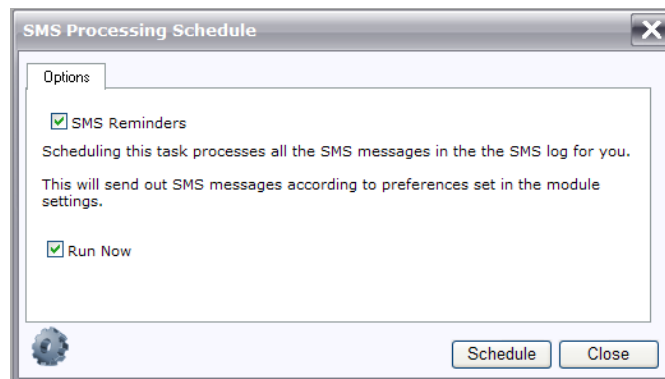 SMS Processing Schedule
Options
SMS Reminders
Scheduling this task processes all the SMS messages in the the SMS log for you.
This will send out SMS messages according to preferences set in the module
settings.
Run Now
Schedule Close